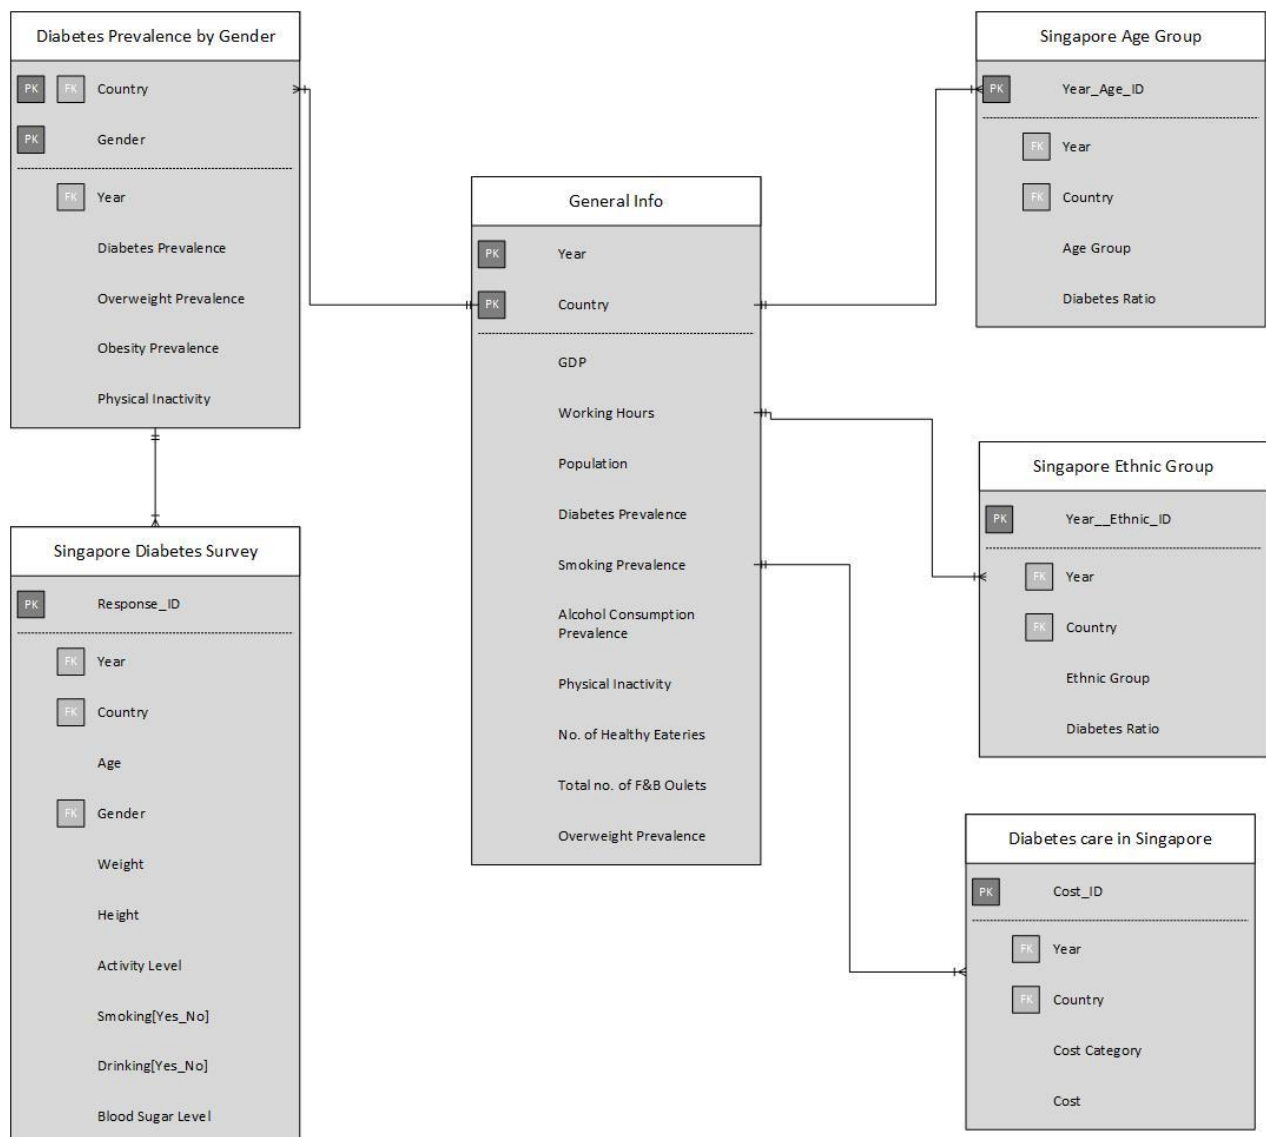 Diabetes Prevalence by Gender
PK FK Country
PK Gender
FK Year
Diabetes Prevalence
Overweight Prevalence
Obesity Prevalence
Physical Inactivity
Singapore Diabetes Survey
PK Response_ID
FK Year
FK Country
Age
FK Gender
Weight
Height
Activity Level
Smoking[Yes_No]
Drinking[Yes_No]
Blood Sugar Level
General Info
PK Year
PK Country
GDP
Working Hours
Population
Diabetes Prevalence
Smoking Prevalence
Alcohol Consumption
Prevalence
Physical Inactivity
No. of Healthy Eateries
Total no. of F&B Oulets
Overweight Prevalence
Singapore Age Group
PK Year_Age_ID
FK Year
FK Country
Age Group
Diabetes Ratio
Singapore Ethnic Group
PK Year__Ethnic_ID
FK Year
FK Country
Ethnic Group
Diabetes Ratio
Diabetes care in Singapore
PK Cost_ID
FK Year
FK Country
Cost Category
Cost